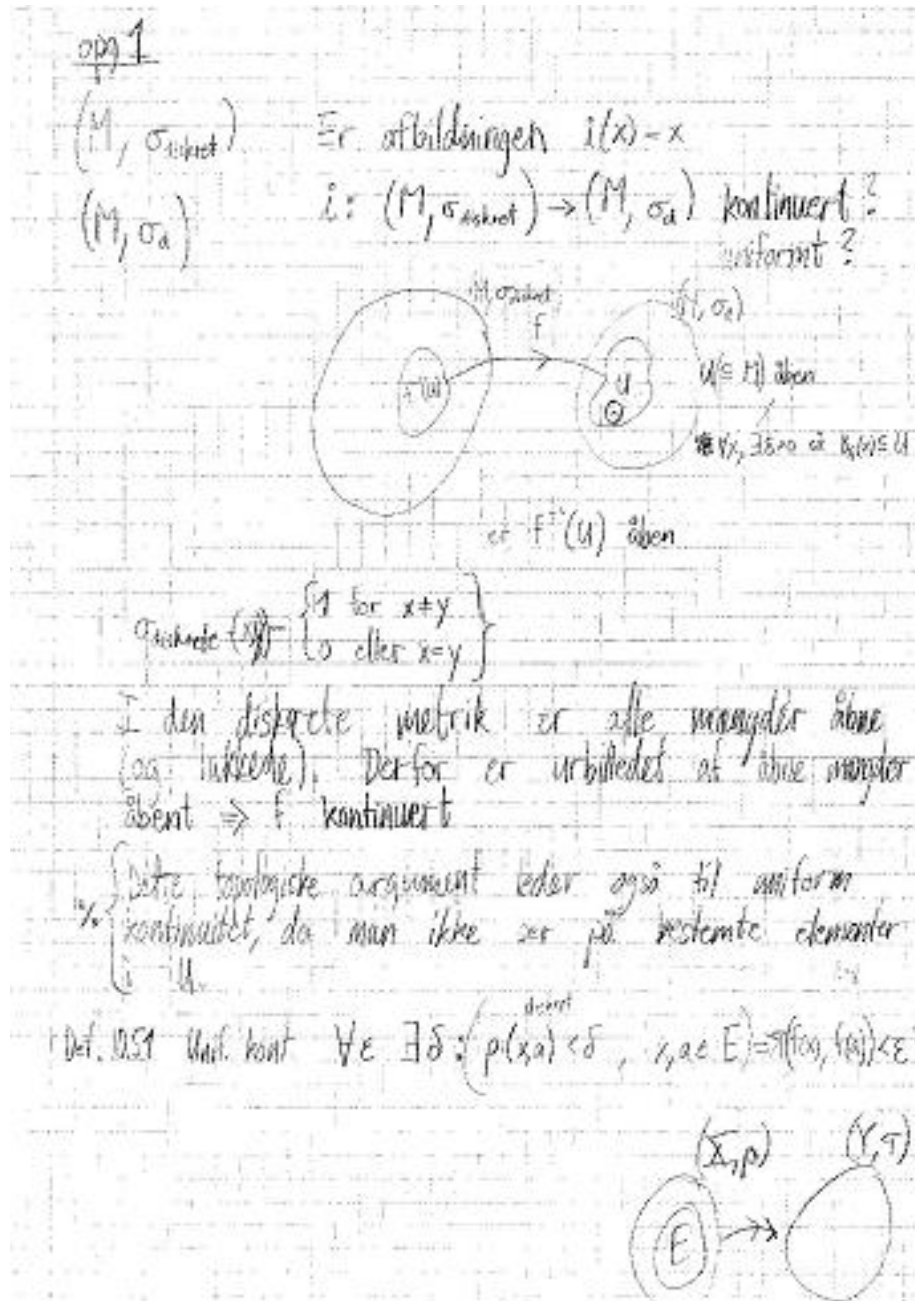 opg 1
(M, σdiskret) Er afbildningen i(x) = x
(M, σd) i: (M, σdiskret) → (M, σd) kontinuert?
uniformt?
M, σdiskret (M, σd)
f
f⁻¹(U) U U(⊆ M) åben
∀x, ∃δ>0 så Bδ(x) ⊆ U
er f⁻¹(U) åben
σdiskrete (x,y) = {1 for x≠y
0 eller x=y}
I den diskrete metrik er alle mængder åbne
(og lukkede). Derfor er urbilledet af åbne mængder
åbent ⇒ f kontinuert
Dette topologiske argument leder også til uniform
kontinuitet, da man ikke ser på bestemte elementer
i U.
diskret
Def. 10.51 Unif. kont ∀ε ∃δ : (ρ(x,a) < δ , x,a ∈ E) ⇒ τ(f(x), f(a)) < ε
(X, ρ) (Y, τ)
E